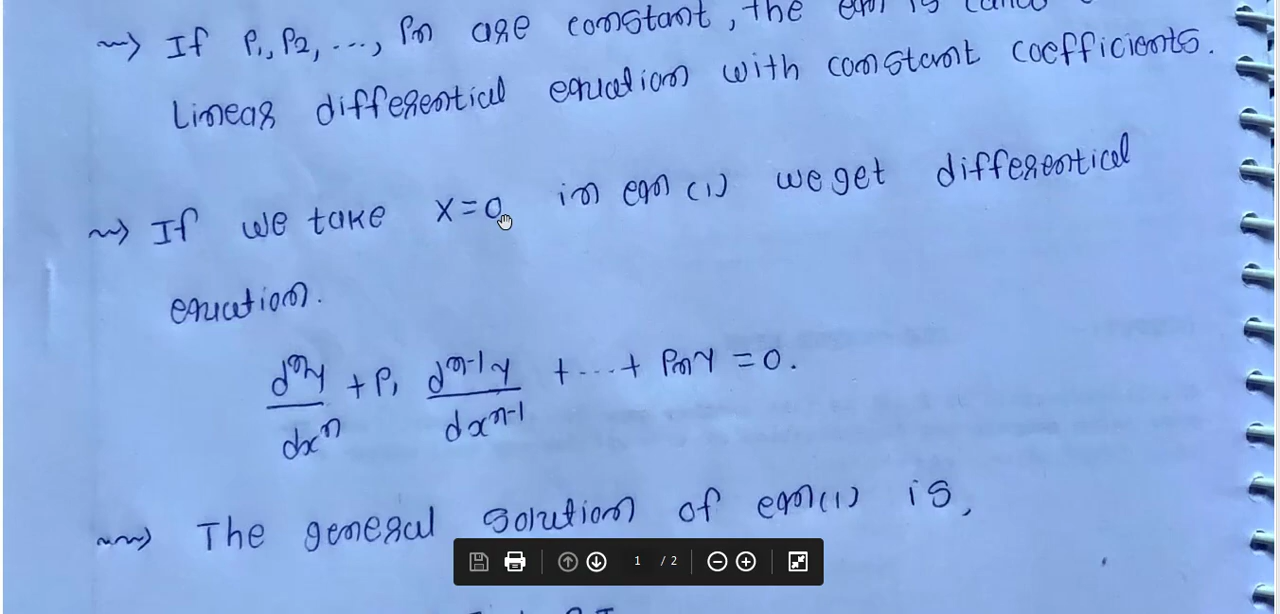 ~~> If P1, P2, ..., Pn are constant, the eqn is
Linear differential equation with constant coefficients.
~~> If we take X=0 in eqn (1) we get differential
equation.
dⁿy/dxⁿ + P1 dⁿ⁻¹y/dxⁿ⁻¹ + ... + Pny = 0.
~~> The general solution of eqn(1) is,
1 / 2